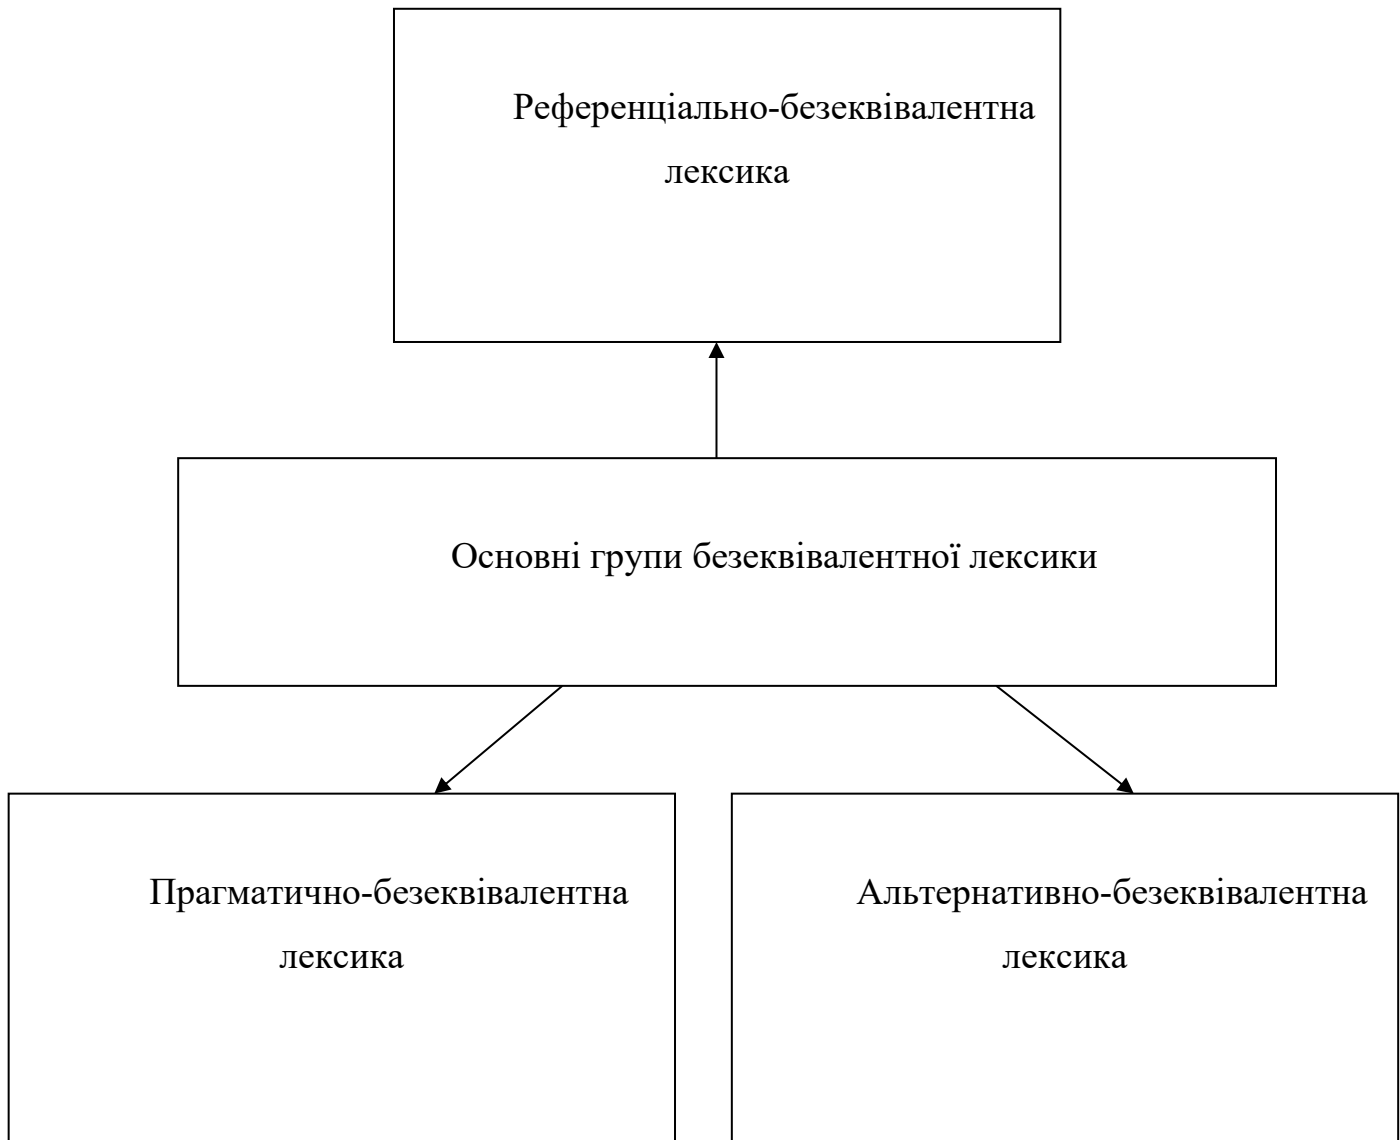 Референціально-безеквівалентна
лексика
Основні групи безеквівалентної лексики
Прагматично-безеквівалентна
лексика
Альтернативно-безеквівалентна
лексика